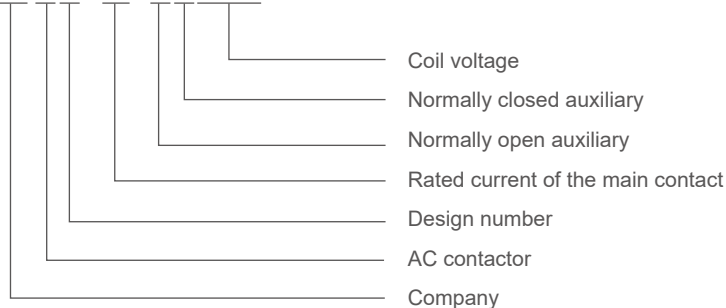 Coil voltage
Normally closed auxiliary
Normally open auxiliary
Rated current of the main contact
Design number
AC contactor
Company